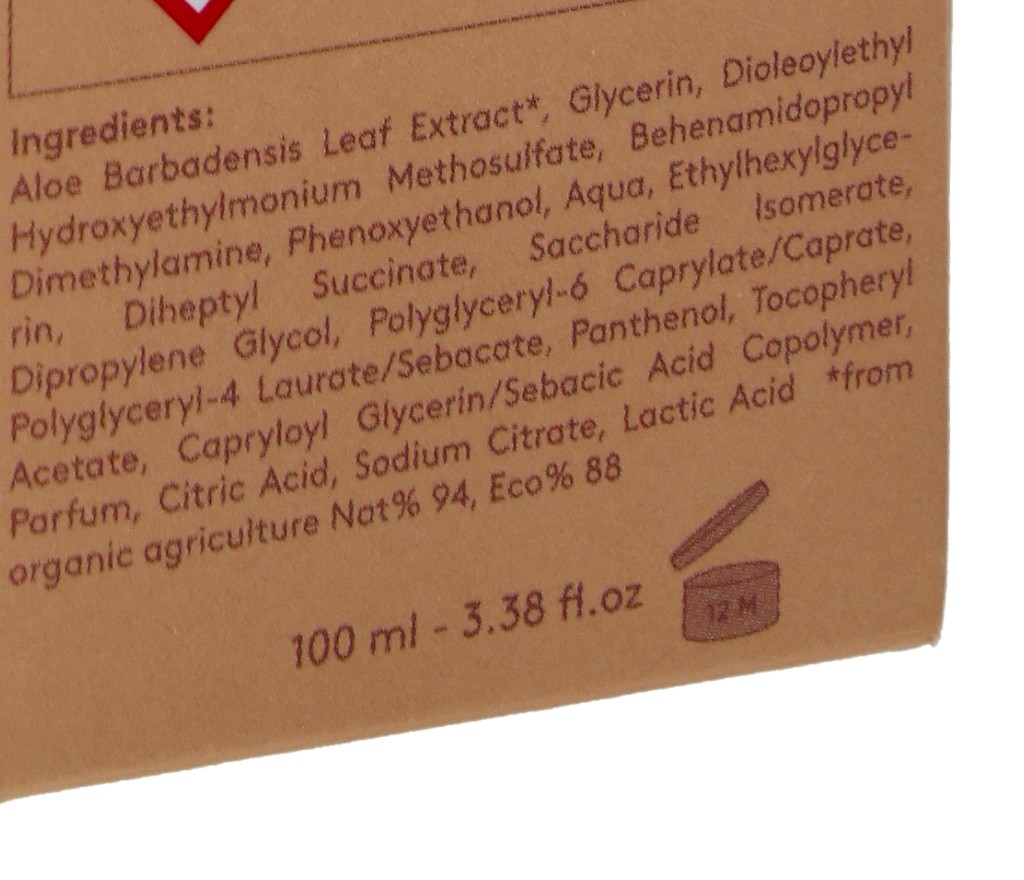 Ingredients:
Aloe Barbadensis Leaf Extract*, Glycerin, Dioleoylethyl
Hydroxyethylmonium Methosulfate, Behenamidopropyl
Dimethylamine, Phenoxyethanol, Aqua, Ethylhexylglyce-
rin, Diheptyl Succinate, Saccharide Isomerate,
Dipropylene Glycol, Polyglyceryl-6 Caprylate/Caprate,
Polyglyceryl-4 Laurate/Sebacate, Panthenol, Tocopheryl
Acetate, Capryloyl Glycerin/Sebacic Acid Copolymer,
Parfum, Citric Acid, Sodium Citrate, Lactic Acid *from
organic agriculture Nat% 94, Eco% 88
100 ml - 3.38 fl.oz
12 M